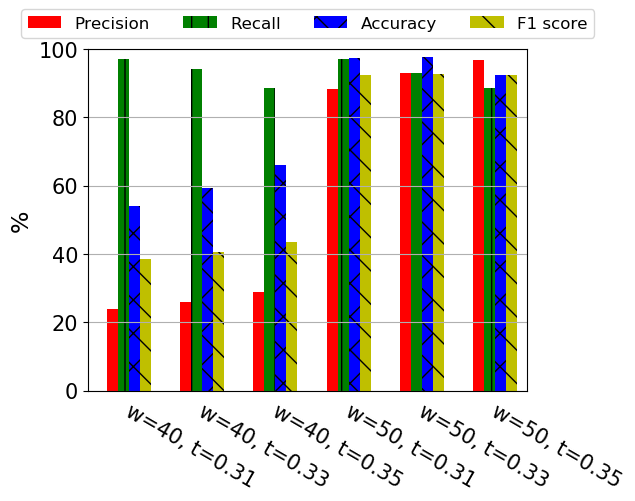 Precision Recall Accuracy F1 score
100
80
60
40
20
0
%
w=40, t=0.31
w=40, t=0.33
w=40, t=0.35
w=50, t=0.31
w=50, t=0.33
w=50, t=0.35